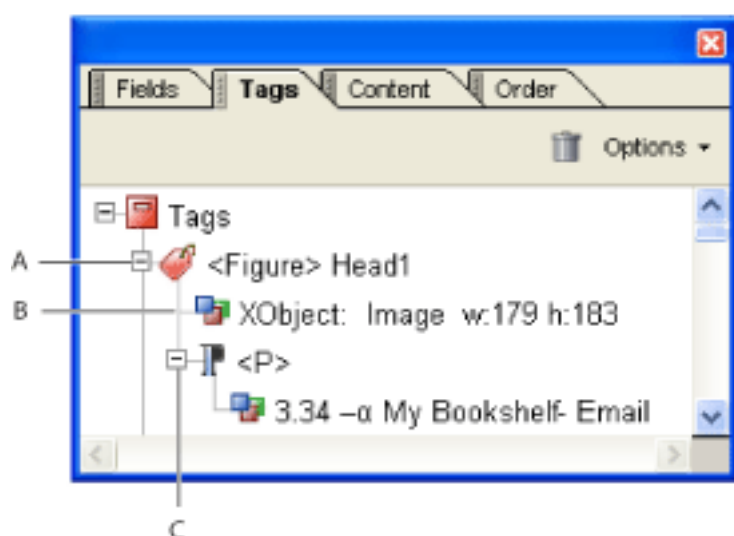 Fields Tags Content Order
Options
Tags
A <Figure> Head1
B XObject: Image w:179 h:183
<P>
3.34 –α My Bookshelf- Email
C